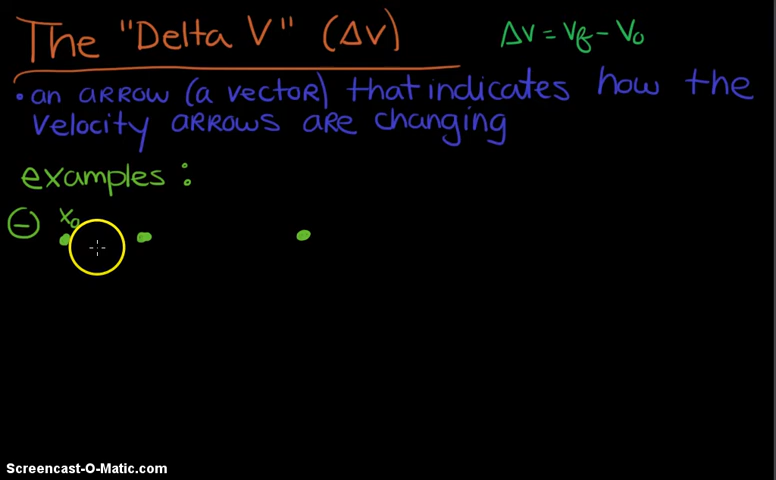 The "Delta V" (Δv)
Δv = vf - v0
• an arrow (a vector) that indicates how the
velocity arrows are changing
examples :
x0
Screencast-O-Matic.com